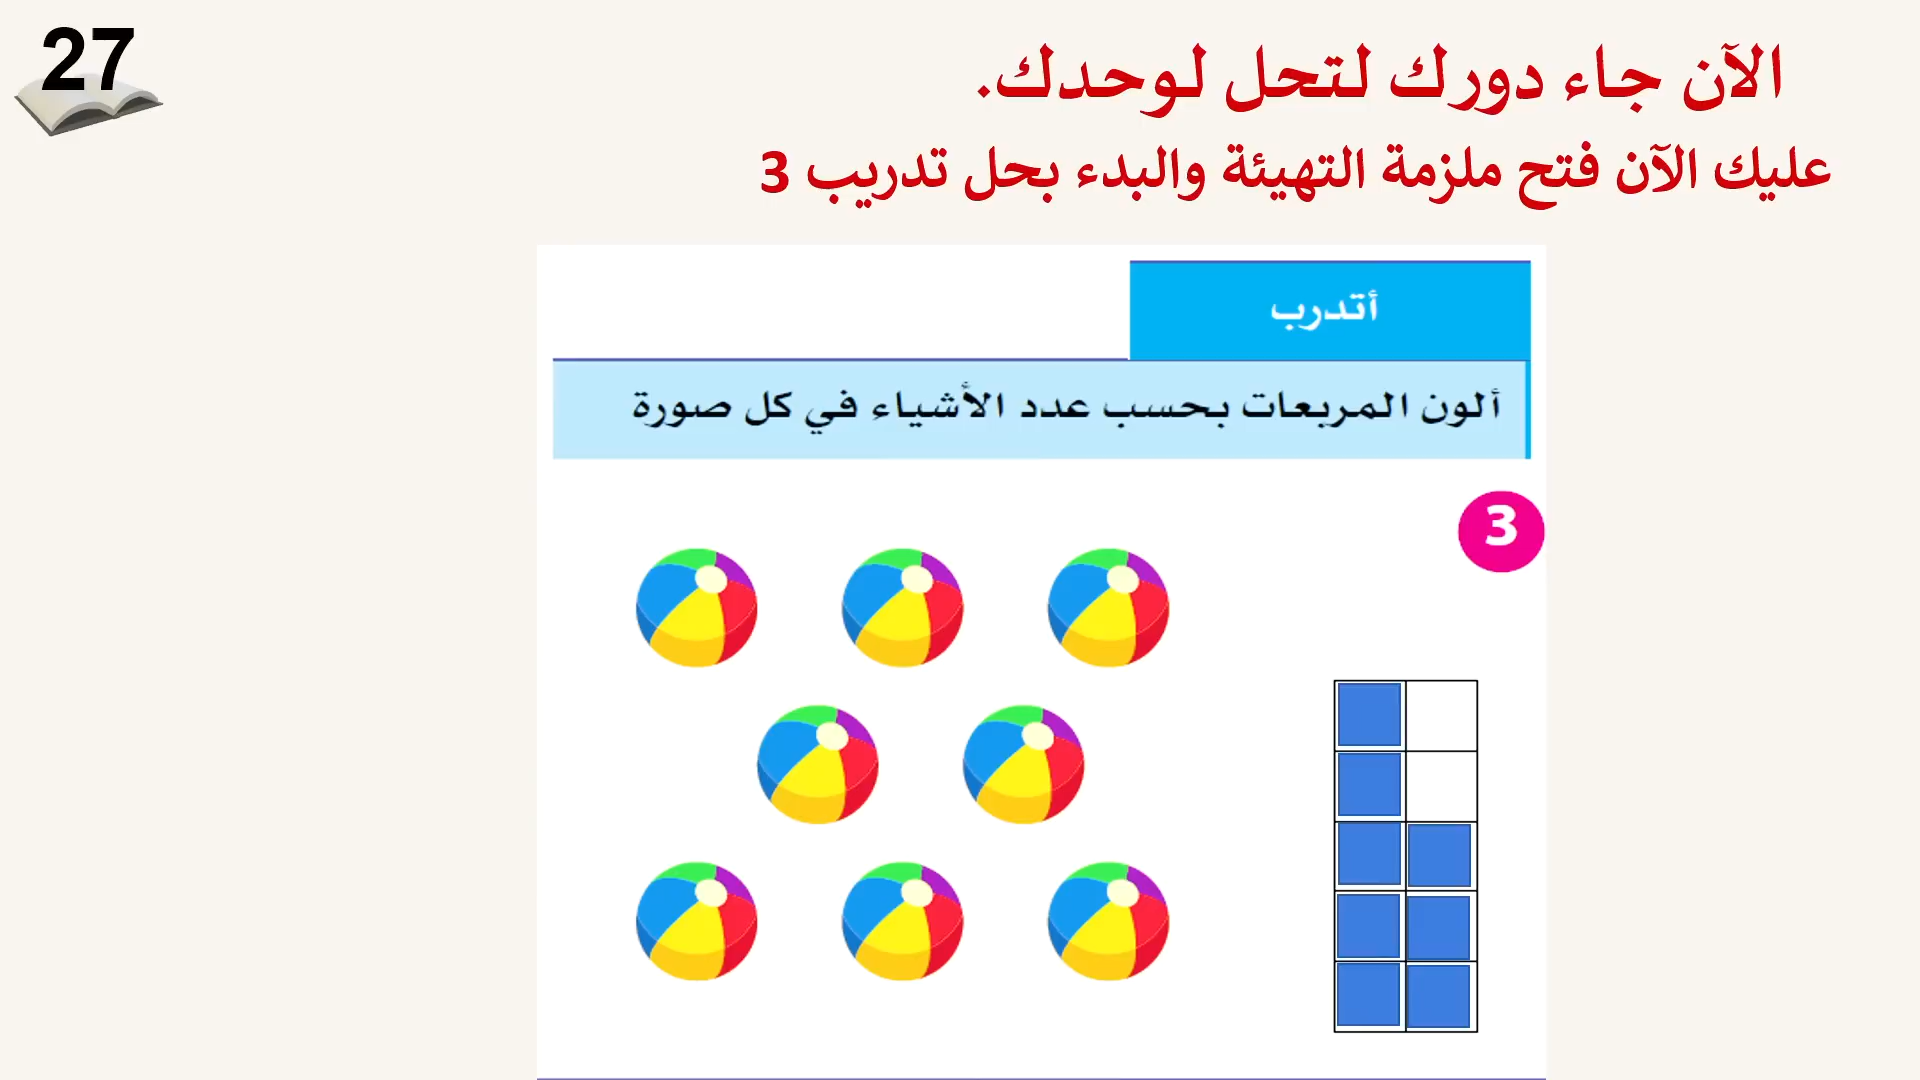 27
الآن جاء دورك لتحل لوحدك.
عليك الآن فتح ملزمة التهيئة والبدء بحل تدريب 3
أتدرب
ألون المربعات بحسب عدد الأشياء في كل صورة
3